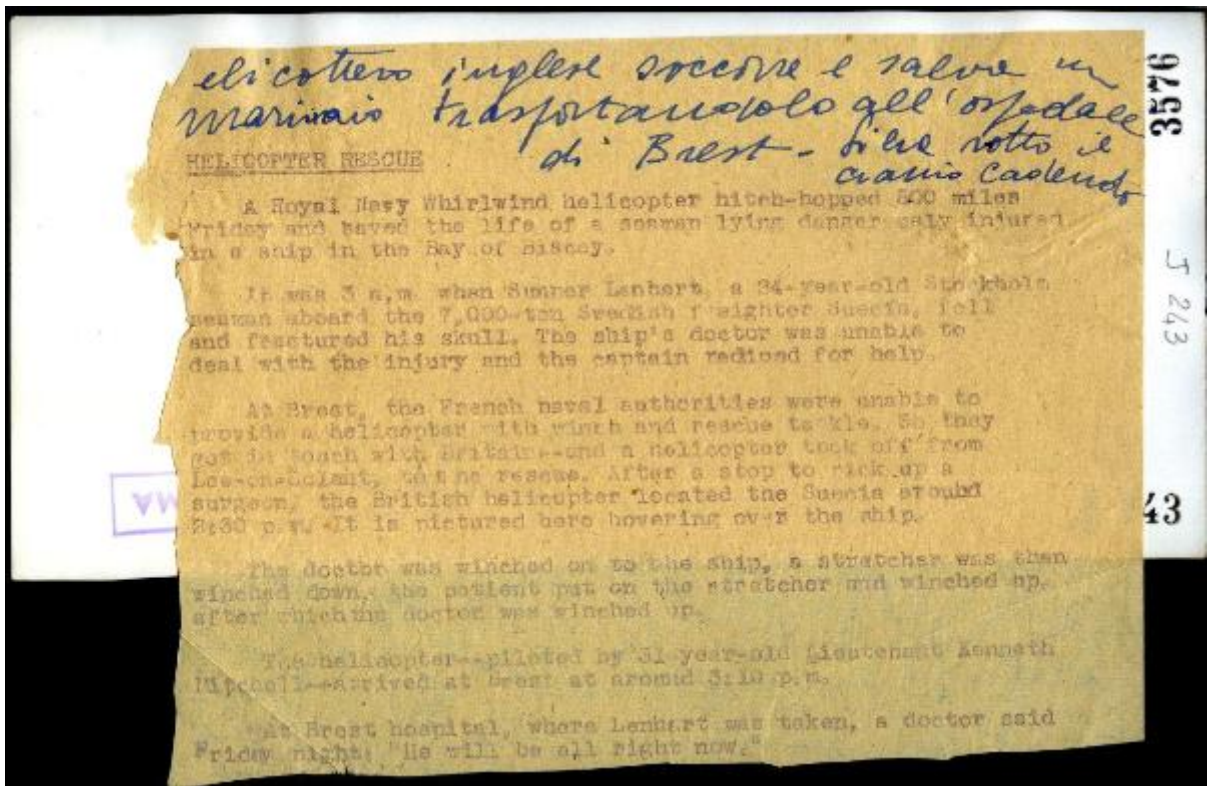 elicottero inglese soccorre e salva un
marinaio trasportandolo all'ospedale
di Brest - si era rotto il
cranio cadendo
HELICOPTER RESCUE
A Royal Navy Whirlwind helicopter hitch-hopped 500 miles
Friday and saved the life of a seaman lying dangerously injured
in a ship in the Bay of Biscay.
It was 3 a.m. when Sumner Lenhart, a 34-year-old Stockholm
seaman aboard the 7,000-ton Swedish freighter Suecia, fell
and fractured his skull. The ship's doctor was unable to
deal with the injury and the captain radioed for help.
At Brest, the French naval authorities were unable to
provide a helicopter with winch and rescue tackle. So they
got in touch with Britain--and a helicopter took off from
Lee-on-Solent, to the rescue. After a stop to pick up a
surgeon, the British helicopter located the Suecia around
2:30 p.m. It is pictured here hovering over the ship.
The doctor was winched on to the ship, a stratcher was then
winched down, the patient put on the stratcher and winched up,
after which the doctor was winched up.
The helicopter--piloted by 31-year-old Lieutenant Kenneth
Mitchell--arrived at Brest at around 3:10 p.m.
At Brest hospital, where Lenhart was taken, a doctor said
Friday night: "He will be all right now."
3576
J 243
43